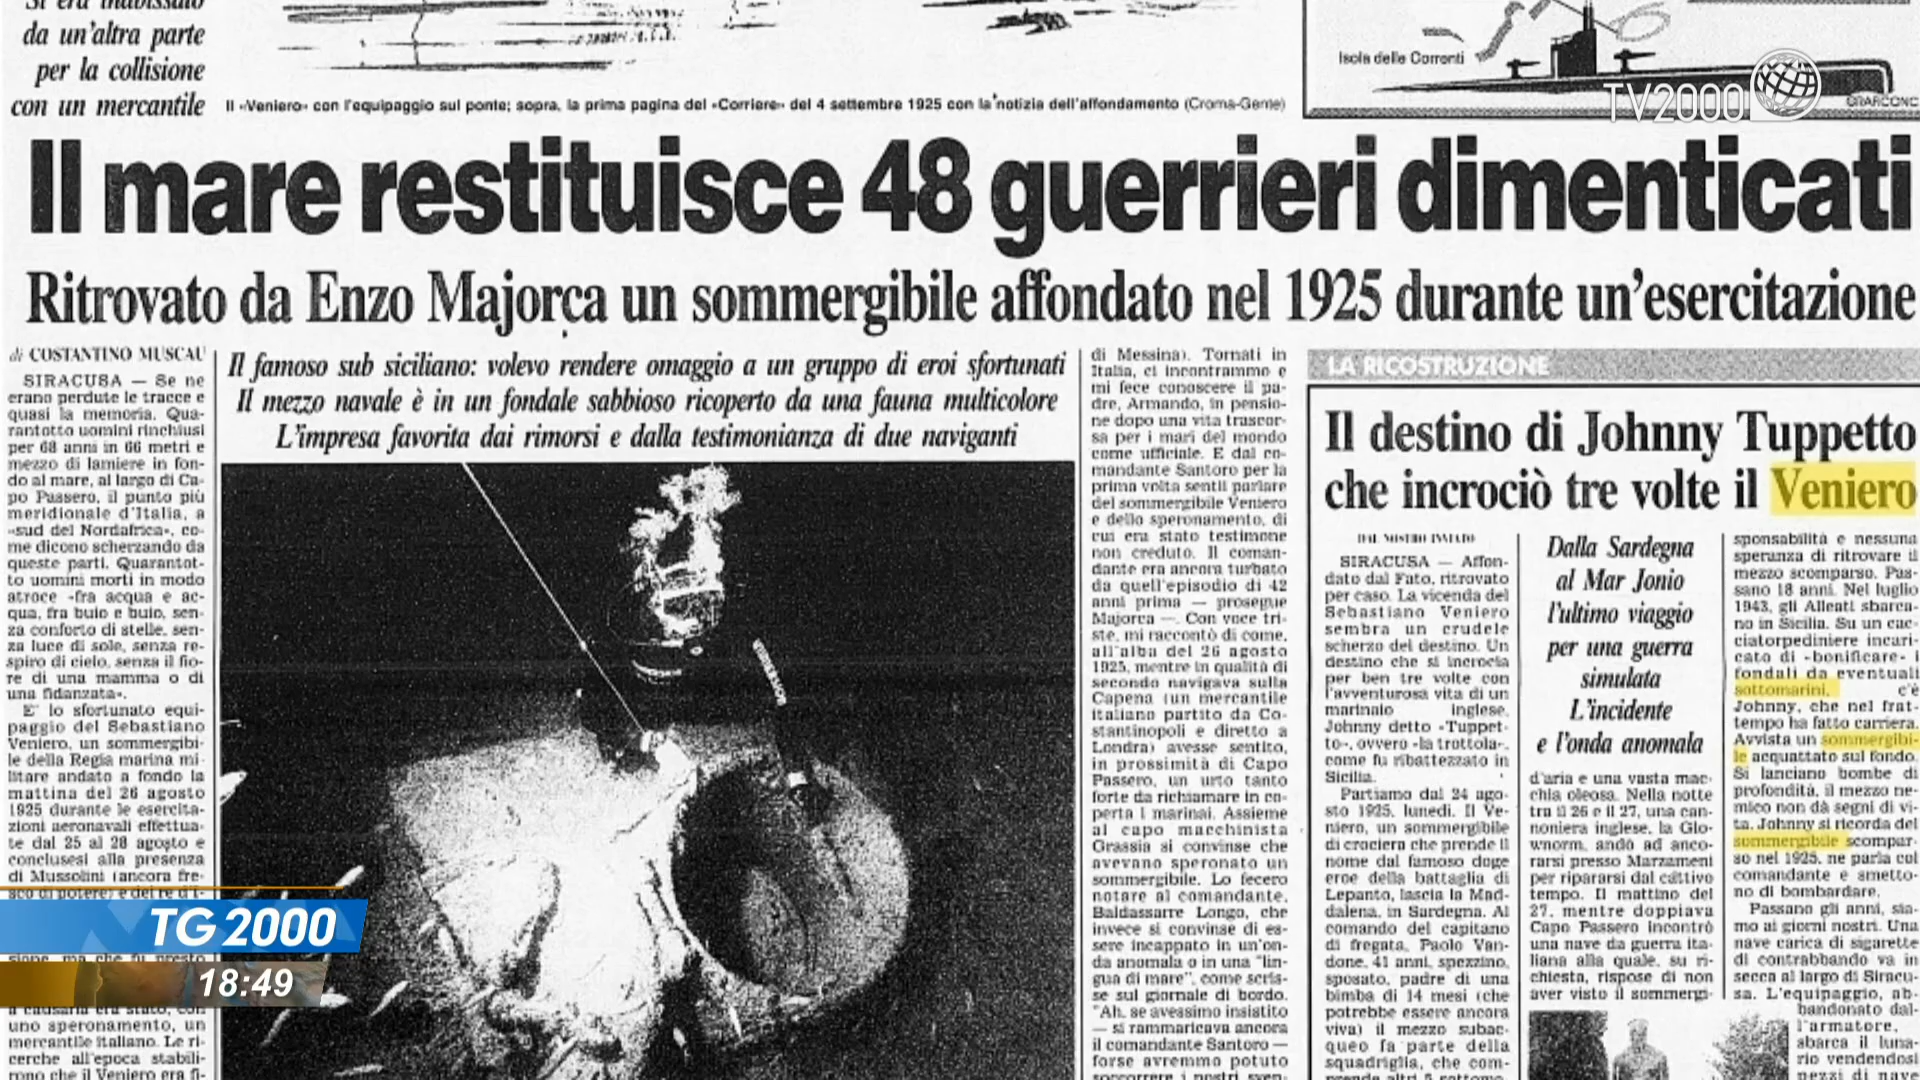 Si era inabissato
da un'altra parte
per la collisione
con un mercantile
Il «Veniero» con l'equipaggio sul ponte; sopra, la prima pagina del «Corriere» del 4 settembre 1925 con la notizia dell'affondamento (Croma-Gente)
Isola delle Correnti
TV2000
Il mare restituisce 48 guerrieri dimenticati
Ritrovato da Enzo Majorca un sommergibile affondato nel 1925 durante un'esercitazione
di COSTANTINO MUSCAU
SIRACUSA — Se ne
erano perdute le tracce e
quasi la memoria. Qua-
rantotto uomini rinchiusi
per 68 anni in 66 metri e
mezzo di lamiere in fon-
do al mare, al largo di Ca-
po Passero, il punto più
meridionale d'Italia, a
«sud del Nordafrica», co-
me dicono scherzando da
queste parti. Quarantot-
to uomini morti in modo
atroce «fra acqua e ac-
qua, fra buio e buio, sen-
za conforto di stelle, sen-
za luce di sole, senza re-
spiro di cielo, senza il fio-
re di una mamma o di
una fidanzata».
E' lo sfortunato equi-
paggio del Sebastiano
Veniero, un sommergibi-
le della Regia marina mi-
litare andato a fondo la
mattina del 26 agosto
1925 durante le esercita-
zioni aeronavali effettua-
te dal 25 al 28 agosto e
conclusesi alla presenza
di Mussolini (ancora fre-
sco di potere) e del re d'I-
uno speronamento, un
mercantile italiano. Le ri-
cerche all'epoca stabili-
rono che il Veniero era fi-
Il famoso sub siciliano: volevo rendere omaggio a un gruppo di eroi sfortunati
Il mezzo navale è in un fondale sabbioso ricoperto da una fauna multicolore
L'impresa favorita dai rimorsi e dalla testimonianza di due naviganti
di Messina). Tornati in
Italia, ci incontrammo e
mi fece conoscere il pa-
dre, Armando, in pensio-
ne dopo una vita trascor-
sa per i mari del mondo
come ufficiale. E dal co-
mandante Santoro per la
prima volta sentii parlare
del sommergibile Veniero
e dello speronamento, di
cui era stato testimone
non creduto. Il coman-
dante era ancora turbato
da quell'episodio di 42
anni prima — prosegue
Majorca —. Con voce tri-
ste, mi raccontò di come,
all'alba del 26 agosto
1925, mentre in qualità di
secondo navigava sulla
Capena (un mercantile
italiano partito da Co-
stantinopoli e diretto a
Londra) avesse sentito,
in prossimità di Capo
Passero, un urto tanto
forte da richiamare in co-
perta i marinai. Assieme
al capo macchinista
Grassia si convinse che
avevano speronato un
sommergibile. Lo fecero
notare al comandante,
Baldassarre Longo, che
invece si convinse di es-
sere incappato in un'on-
da anomala o in una "lin-
gua di mare", come scris-
se sul giornale di bordo.
"Ah, se avessimo insistito
— si rammaricava ancora
il comandante Santoro —
forse avremmo potuto
soccorrere i nostri sven-
LA RICOSTRUZIONE
Il destino di Johnny Tuppetto
che incrociò tre volte il Veniero
DAL NOSTRO INVIATO
SIRACUSA — Affon-
dato dal Fato, ritrovato
per caso. La vicenda del
Sebastiano Veniero
sembra un crudele
scherzo del destino. Un
destino che si incrocia
per ben tre volte con
l'avventurosa vita di un
marinaio inglese,
Johnny detto «Tuppet-
to», ovvero «la trottola»,
come fu ribattezzato in
Sicilia.
Partiamo dal 24 ago-
sto 1925, lunedì. Il Ve-
niero, un sommergibile
di crociera che prende il
nome dal famoso doge
eroe della battaglia di
Lepanto, lascia la Mad-
dalena, in Sardegna. Al
comando del capitano
di fregata, Paolo Van-
done, 41 anni, spezzino,
sposato, padre di una
bimba di 14 mesi (che
potrebbe essere ancora
viva) il mezzo subac-
queo fa parte della
squadriglia, che com-
prende altri 5 sottoma-
Dalla Sardegna
al Mar Jonio
l'ultimo viaggio
per una guerra
simulata
L'incidente
e l'onda anomala
d'aria e una vasta mac-
chia oleosa. Nella notte
tra il 26 e il 27, una can-
noniera inglese, la Glo-
wnorm, andò ad anco-
rarsi presso Marzameni
per ripararsi dal cattivo
tempo. Il mattino del
27, mentre doppiava
Capo Passero incontrò
una nave da guerra ita-
liana alla quale, su ri-
chiesta, rispose di non
aver visto il sommergi-
sponsabilità e nessuna
speranza di ritrovare il
mezzo scomparso. Pas-
sano 18 anni. Nel luglio
1943, gli Alleati sbarca-
no in Sicilia. Su un cac-
ciatorpediniere incari-
cato di «bonificare» i
fondali da eventuali
sottomarini, c'è
Johnny, che nel frat-
tempo ha fatto carriera.
Avvista un sommergibi-
le acquattato sul fondo.
Si lanciano bombe di
profondità, il mezzo ne-
mico non dà segni di vi-
ta. Johnny si ricorda del
sommergibile scompar-
so nel 1925, ne parla col
comandante e smetto-
no di bombardare.
Passano gli anni, sia-
mo ai giorni nostri. Una
nave carica di sigarette
di contrabbando va in
secca al largo di Siracu-
sa. L'equipaggio, ab-
bandonato dal-
l'armatore,
sbarca il luna-
rio vendendosi
pezzi di nave
TG 2000
18:49